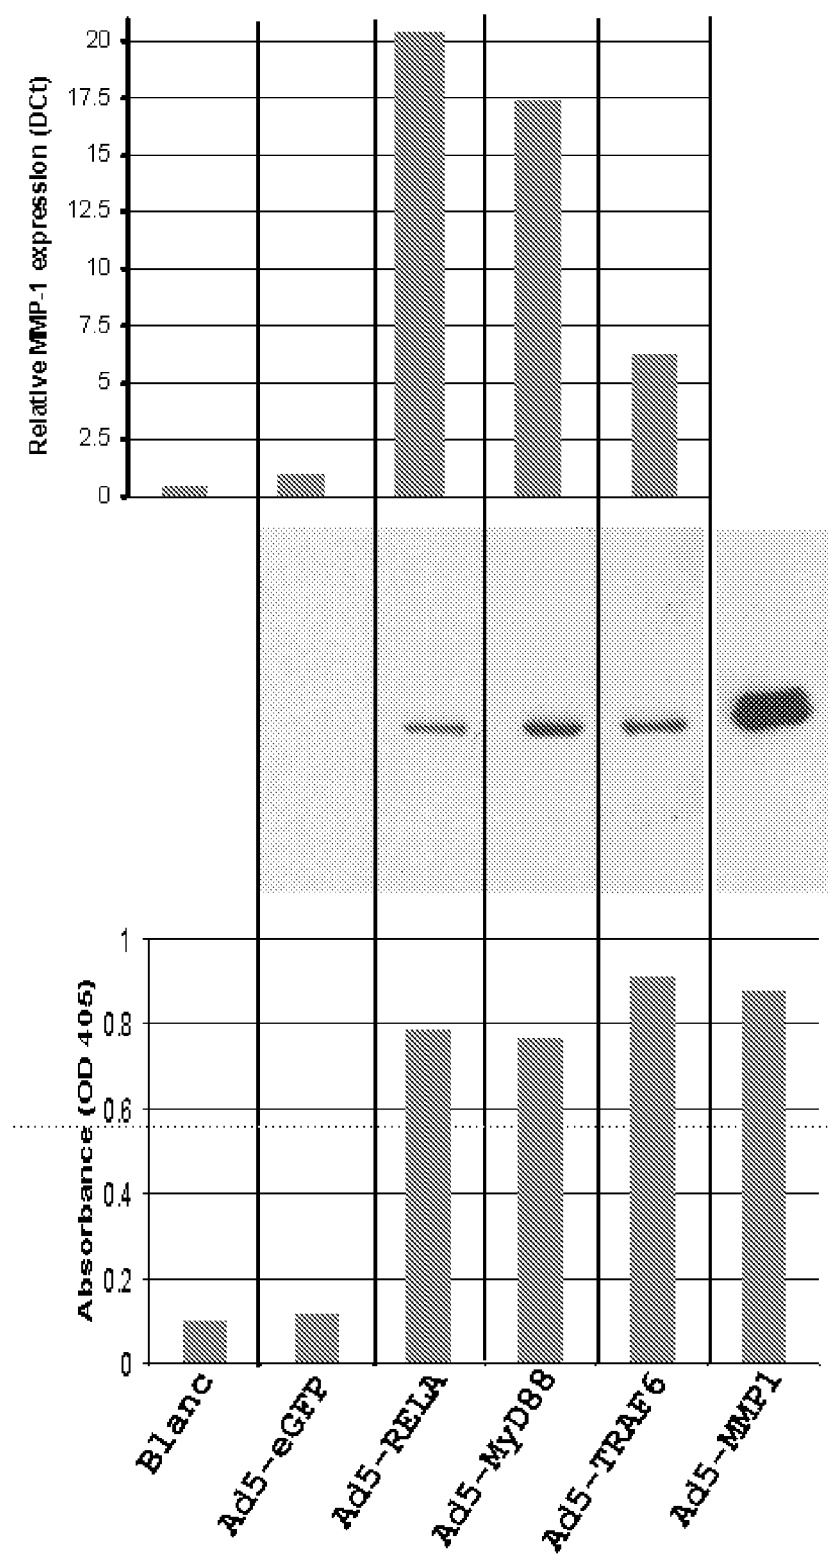 Relative MMP-1 expression (DCt)
20
17.5
15
12.5
10
7.5
5
2.5
0
Absorbance (OD 405)
1
0.8
0.6
0.4
0.2
0
Blanc
Ad5-eGFP
Ad5-RELA
Ad5-MyD88
Ad5-TRAF6
Ad5-MMP1